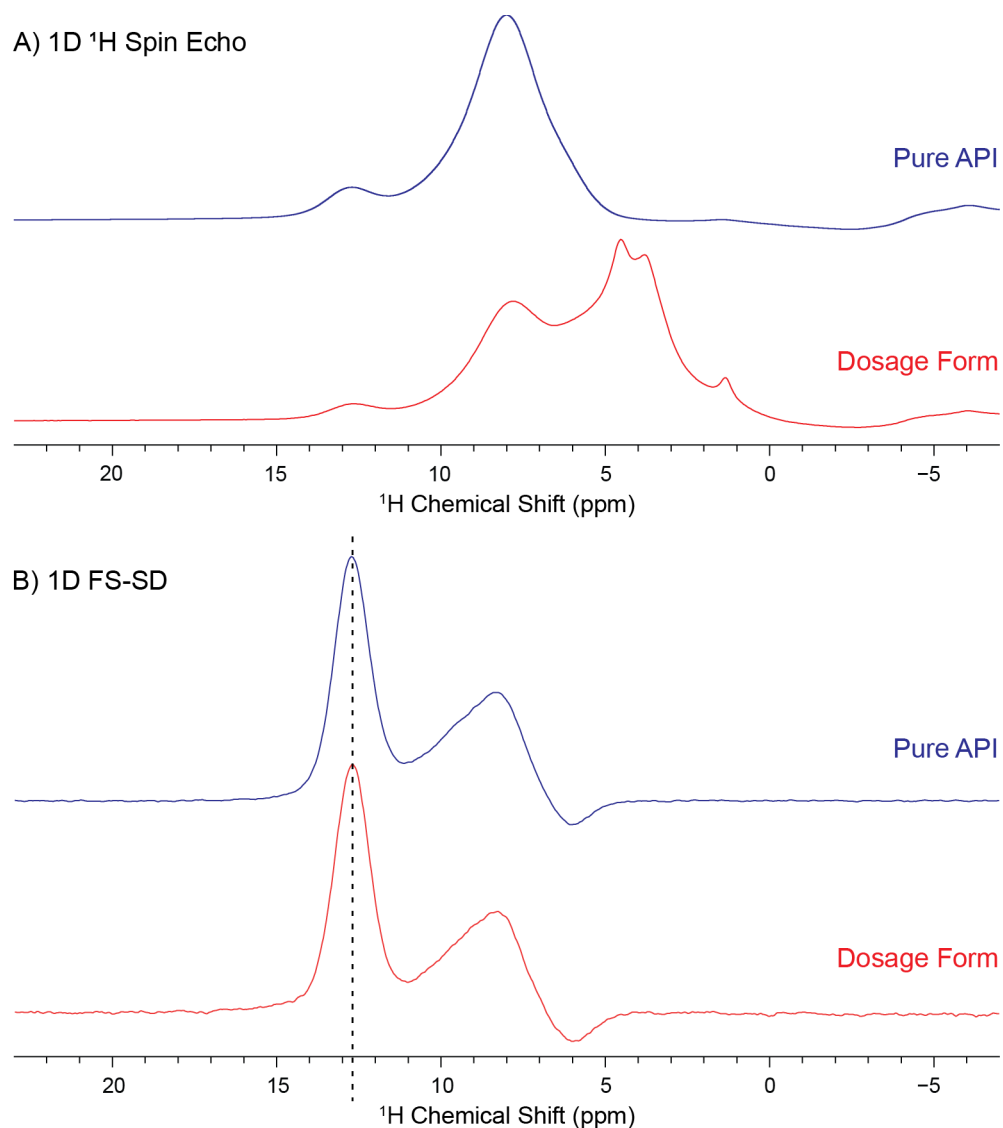 A) 1D ¹H Spin Echo
Pure API
Dosage Form
20 15 10 5 0 −5
¹H Chemical Shift (ppm)
B) 1D FS-SD
Pure API
Dosage Form
20 15 10 5 0 −5
¹H Chemical Shift (ppm)